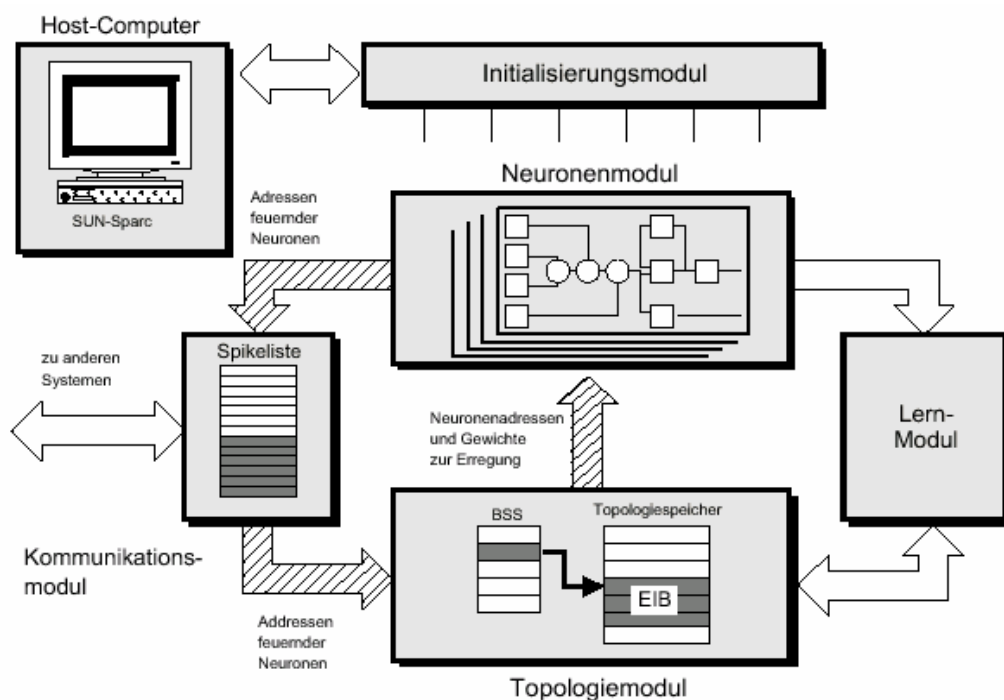 Host-Computer
SUN-Sparc
Initialisierungsmodul
Neuronenmodul
Adressen
feuernder
Neuronen
Spikeliste
zu anderen
Systemen
Neuronenadressen
und Gewichte
zur Erregung
Lern-
Modul
Kommunikations-
modul
BSS
Topologiespeicher
EIB
Addressen
feuernder
Neuronen
Topologiemodul